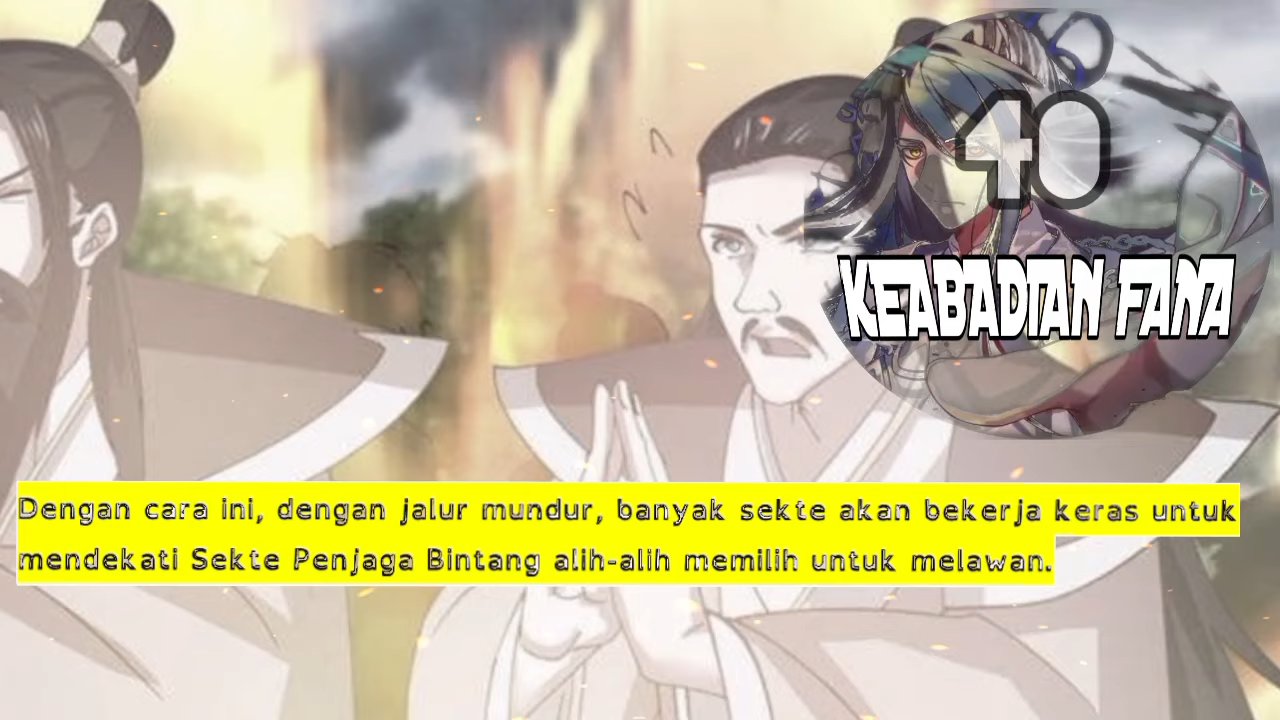 40
KEABADIAN FANA
Dengan cara ini, dengan jalur mundur, banyak sekte akan bekerja keras untuk
mendekati Sekte Penjaga Bintang alih-alih memilih untuk melawan.